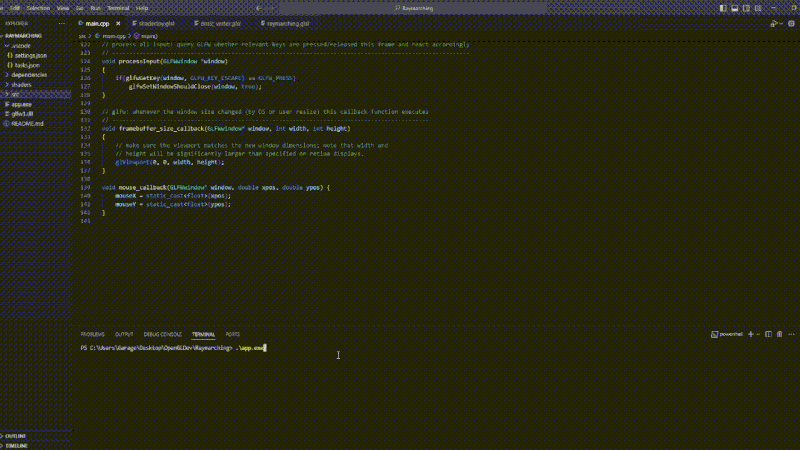 File Edit Selection View Go Run Terminal Help
Raymarching
EXPLORER
main.cpp
shadertoy.glsl
raymarching.glsl
RAYMARCHING
src > main.cpp > main()
.vscode
settings.json
tasks.json
dependencies
shaders
src
app.exe
glfw3.dll
README.md
122 // process all input: query GLFW whether relevant keys are pressed/released this frame and react accordingly
123 // ---
124 void processInput(GLFWwindow *window)
125 {
126 if(glfwGetKey(window, GLFW_KEY_ESCAPE) == GLFW_PRESS)
127 glfwSetWindowShouldClose(window, true);
128 }
129
130 // glfw: whenever the window size changed (by OS or user resize) this callback function executes
131 // ---
132 void framebuffer_size_callback(GLFWwindow* window, int width, int height)
133 {
134 // make sure the viewport matches the new window dimensions; note that width and
135 // height will be significantly larger than specified on retina displays.
136 glViewport(0, 0, width, height);
137 }
138
139 void mouse_callback(GLFWwindow* window, double xpos, double ypos) {
140 mouseX = static_cast<float>(xpos);
141 mouseY = static_cast<float>(ypos);
142 }
143
PROBLEMS OUTPUT DEBUG CONSOLE TERMINAL PORTS
powershell
PS C:\Users\Garage\Desktop\OpenGLDev\Raymarching> .\app.exe
OUTLINE
TIMELINE